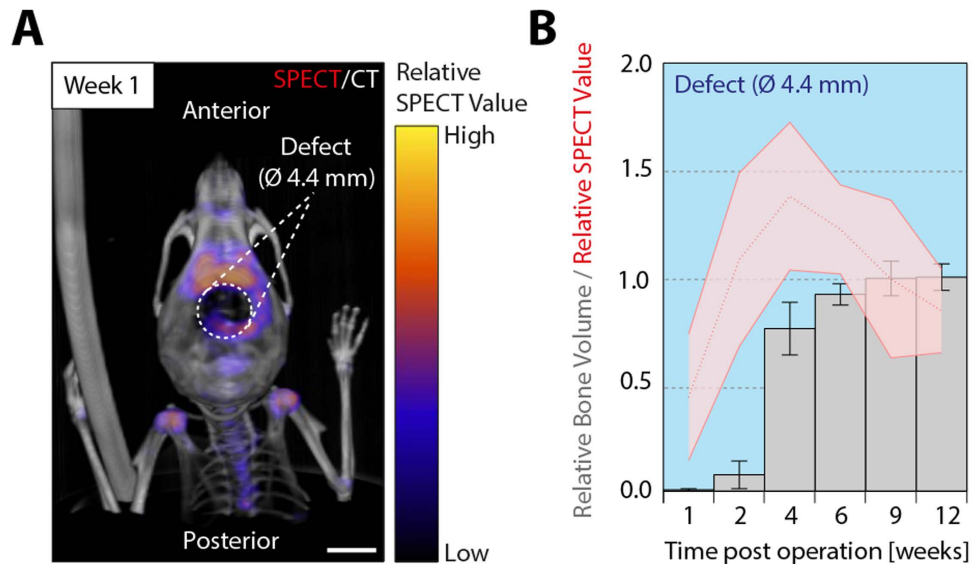 A
Week 1
SPECT/CT
Anterior
Defect
(Ø 4.4 mm)
Posterior
Relative
SPECT Value
High
Low
B
Relative Bone Volume / Relative SPECT Value
2.0
1.5
1.0
0.5
0.0
Defect (Ø 4.4 mm)
1 2 4 6 9 12
Time post operation [weeks]